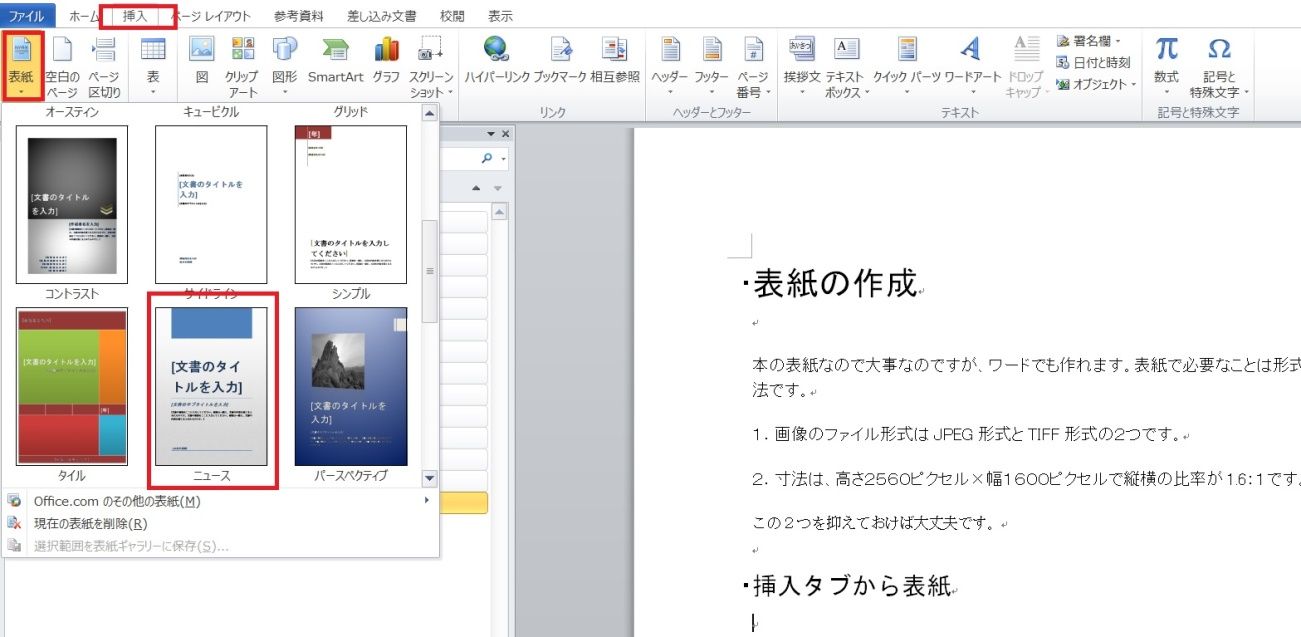 ファイル ホーム 挿入 ページ レイアウト 参考資料 差し込み文書 校閲 表示
表紙 空白の ページ 区切り ページ 表 図 クリップ アート 図形 SmartArt グラフ スクリーン ショット ハイパーリンク ブックマーク 相互参照 ヘッダー フッター ページ 番号 挨拶文 テキスト ボックス クイック パーツ ワードアート ドロップ キャップ 署名欄 日付と時刻 オブジェクト 数式 記号と 特殊文字
リンク ヘッダーとフッター テキスト 記号と特殊文字
オースティン キュービクル グリッド
[文書のタイトル
を入力]
[文書のタイトルを
入力]
[年]
[文書のタイトルを入力し
てください]
コントラスト サイドライン シンプル
[文書のタイトルを入力]
[年]
[文書のタイ
トルを入力]
[文書のサブタイトルを入力]
[文書のタイトルを
入力]
タイル ニュース パースペクティブ
Office.com のその他の表紙(M)
現在の表紙を削除(R)
選択範囲を表紙ギャラリーに保存(S)...
・表紙の作成
本の表紙なので大事なのですが、ワードでも作れます。表紙で必要なことは形式
法です。
1. 画像のファイル形式は JPEG 形式と TIFF 形式の2つです。
2. 寸法は、高さ2560ピクセル×幅1600ピクセルで縦横の比率が 1.6:1 です。
この2つを抑えておけば大丈夫です。
・挿入タブから表紙